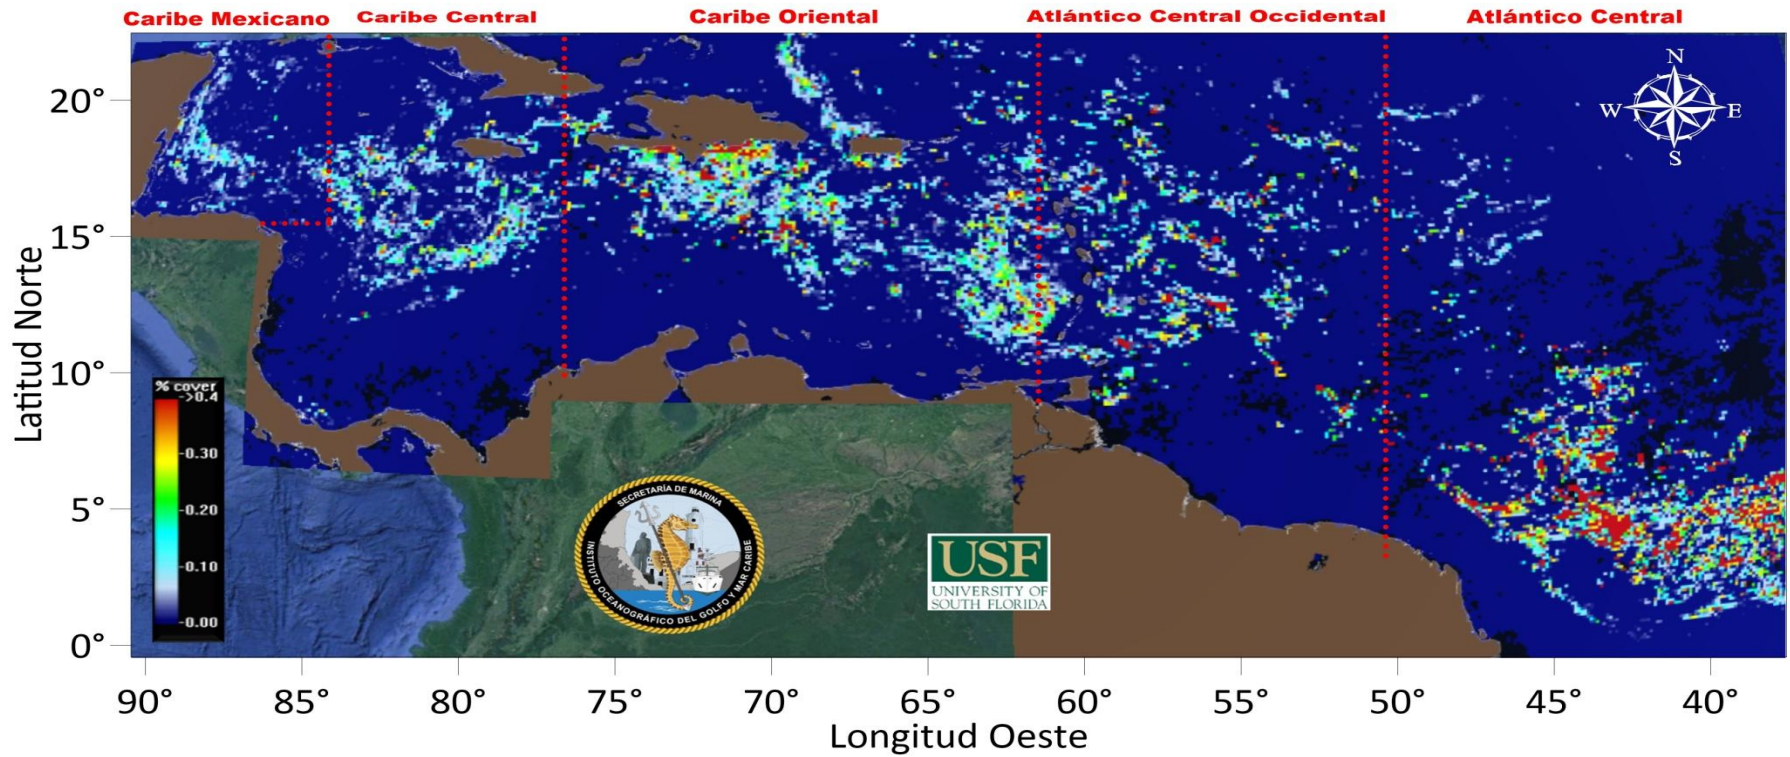 Caribe Mexicano
Caribe Central
Caribe Oriental
Atlántico Central Occidental
Atlántico Central
N
W
E
S
20°
15°
10°
5°
0°
Latitud Norte
% cover
->0.4
-0.30
-0.20
-0.10
-0.00
SECRETARÍA DE MARINA
INSTITUTO OCEANOGRÁFICO DEL GOLFO Y MAR CARIBE
USF
UNIVERSITY OF
SOUTH FLORIDA
90°
85°
80°
75°
70°
65°
60°
55°
50°
45°
40°
Longitud Oeste